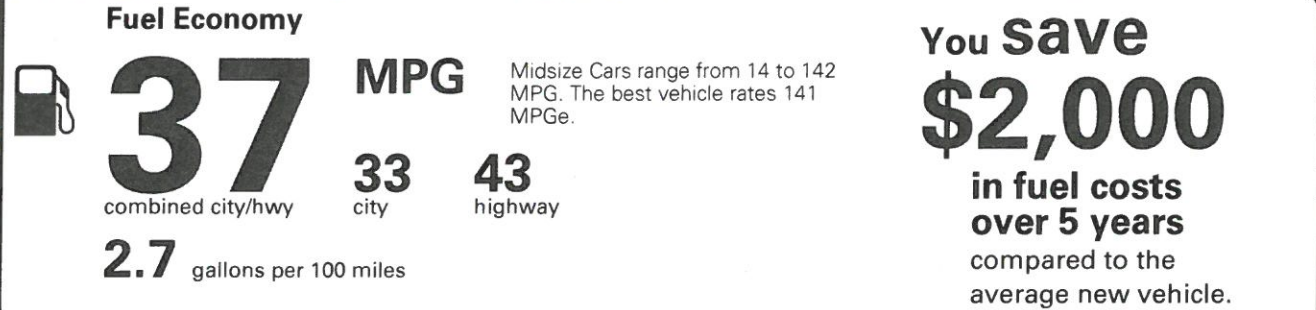 Fuel Economy
37
MPG
combined city/hwy
33
city
43
highway
2.7 gallons per 100 miles
Midsize Cars range from 14 to 142
MPG. The best vehicle rates 141
MPGe.
You save
$2,000
in fuel costs
over 5 years
compared to the
average new vehicle.